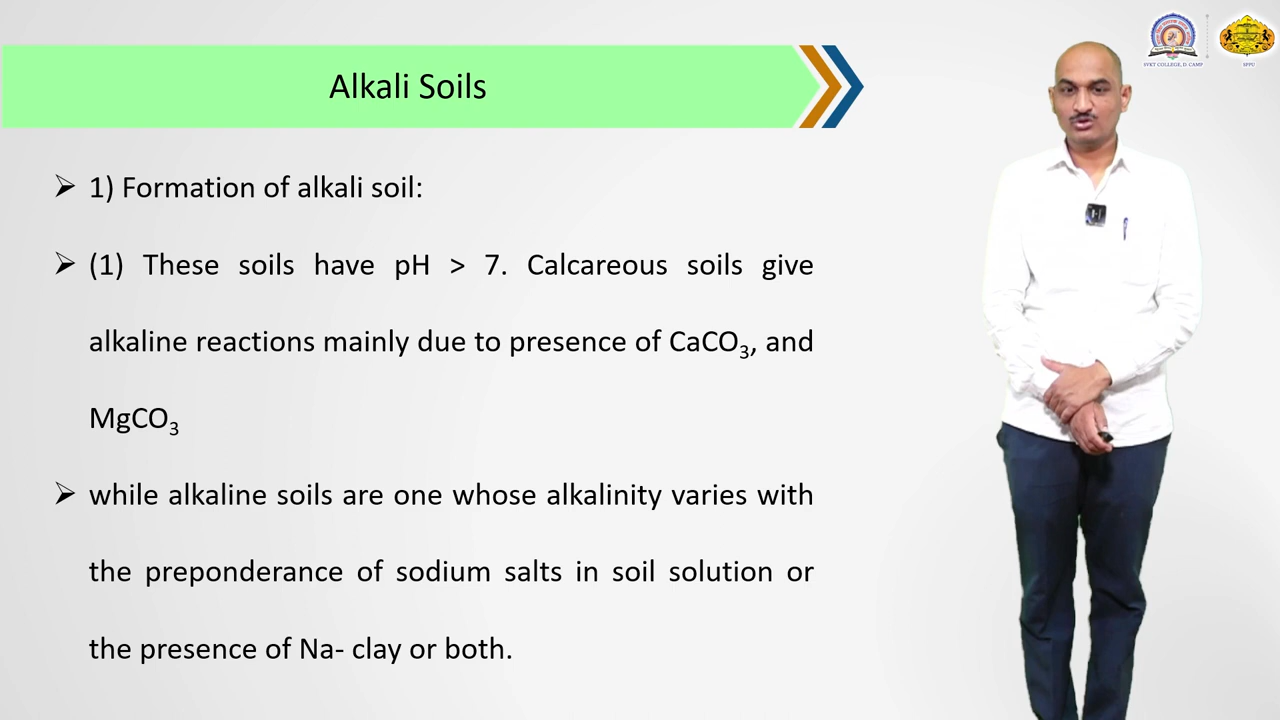 Alkali Soils
➢ 1) Formation of alkali soil:
➢ (1) These soils have pH > 7. Calcareous soils give
alkaline reactions mainly due to presence of CaCO₃, and
MgCO₃
➢ while alkaline soils are one whose alkalinity varies with
the preponderance of sodium salts in soil solution or
the presence of Na- clay or both.
SPPU